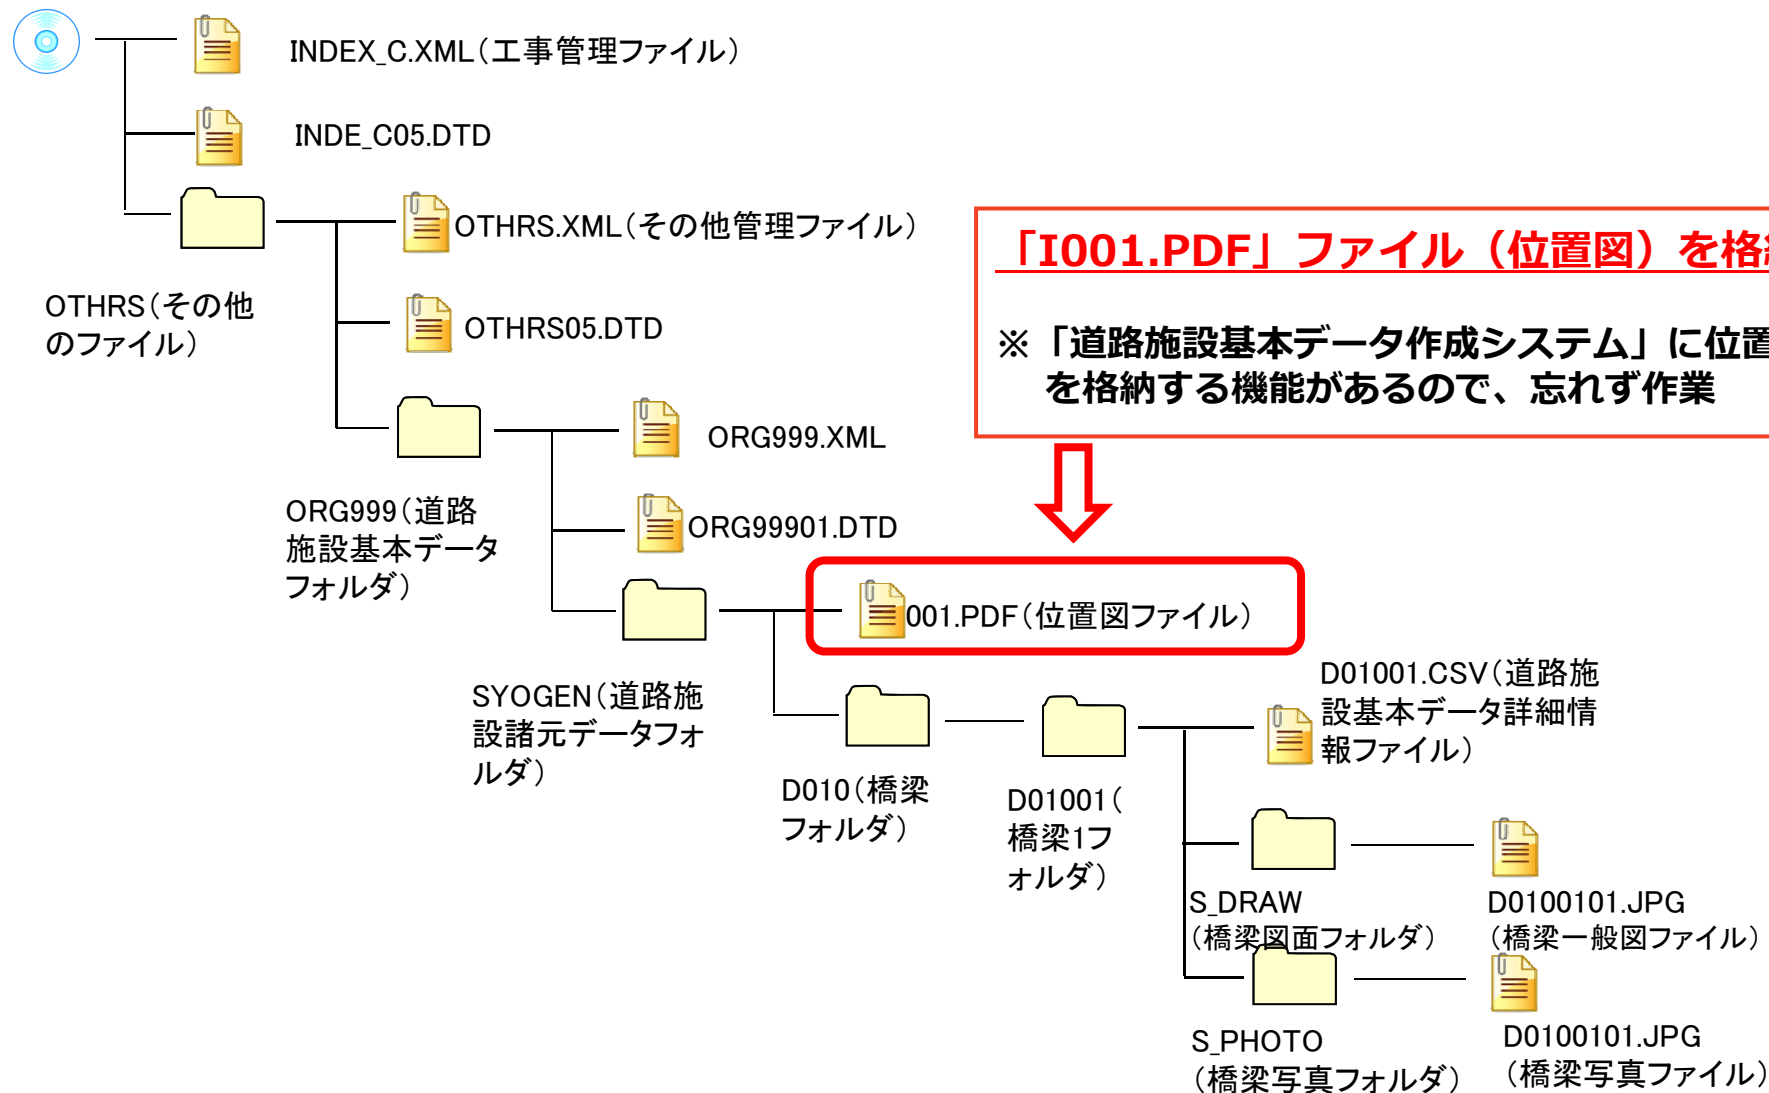 INDEX_C.XML（工事管理ファイル）
INDE_C05.DTD
OTHRS.XML（その他管理ファイル）
OTHRS（その他
のファイル）
OTHRS05.DTD
「I001.PDF」ファイル（位置図）を格
※「道路施設基本データ作成システム」に位置
を格納する機能があるので、忘れず作業
ORG999.XML
ORG999（道路
施設基本データ
フォルダ）
ORG99901.DTD
001.PDF（位置図ファイル）
SYOGEN（道路施
設諸元データフォ
ルダ）
D010（橋梁
フォルダ）
D01001（
橋梁1フ
ォルダ）
D01001.CSV（道路施
設基本データ詳細情
報ファイル）
S_DRAW
（橋梁図面フォルダ）
D0100101.JPG
（橋梁一般図ファイル）
S_PHOTO
（橋梁写真フォルダ）
D0100101.JPG
（橋梁写真ファイル）